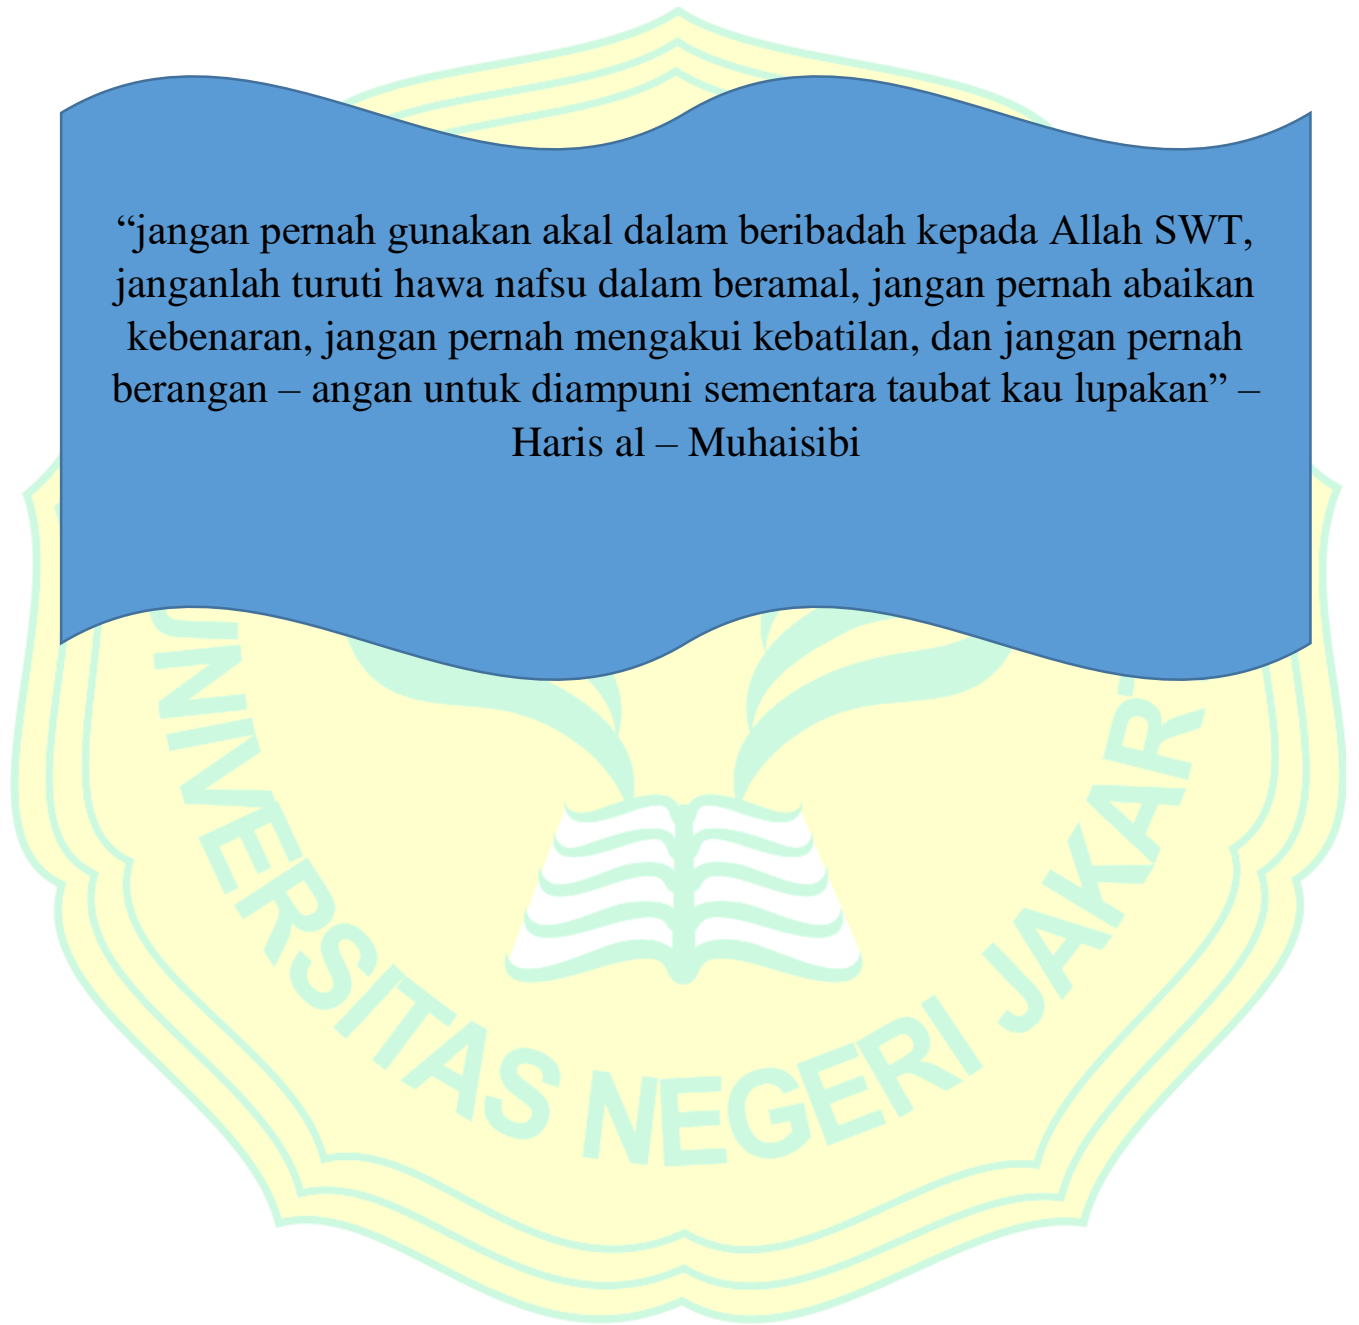 “jangan pernah gunakan akal dalam beribadah kepada Allah SWT,
janganlah turuti hawa nafsu dalam beramal, jangan pernah abaikan
kebenaran, jangan pernah mengakui kebatilan, dan jangan pernah
berangan – angan untuk diampuni sementara taubat kau lupakan” –
Haris al – Muhaisibi
UNIVERSITAS NEGERI JAKART